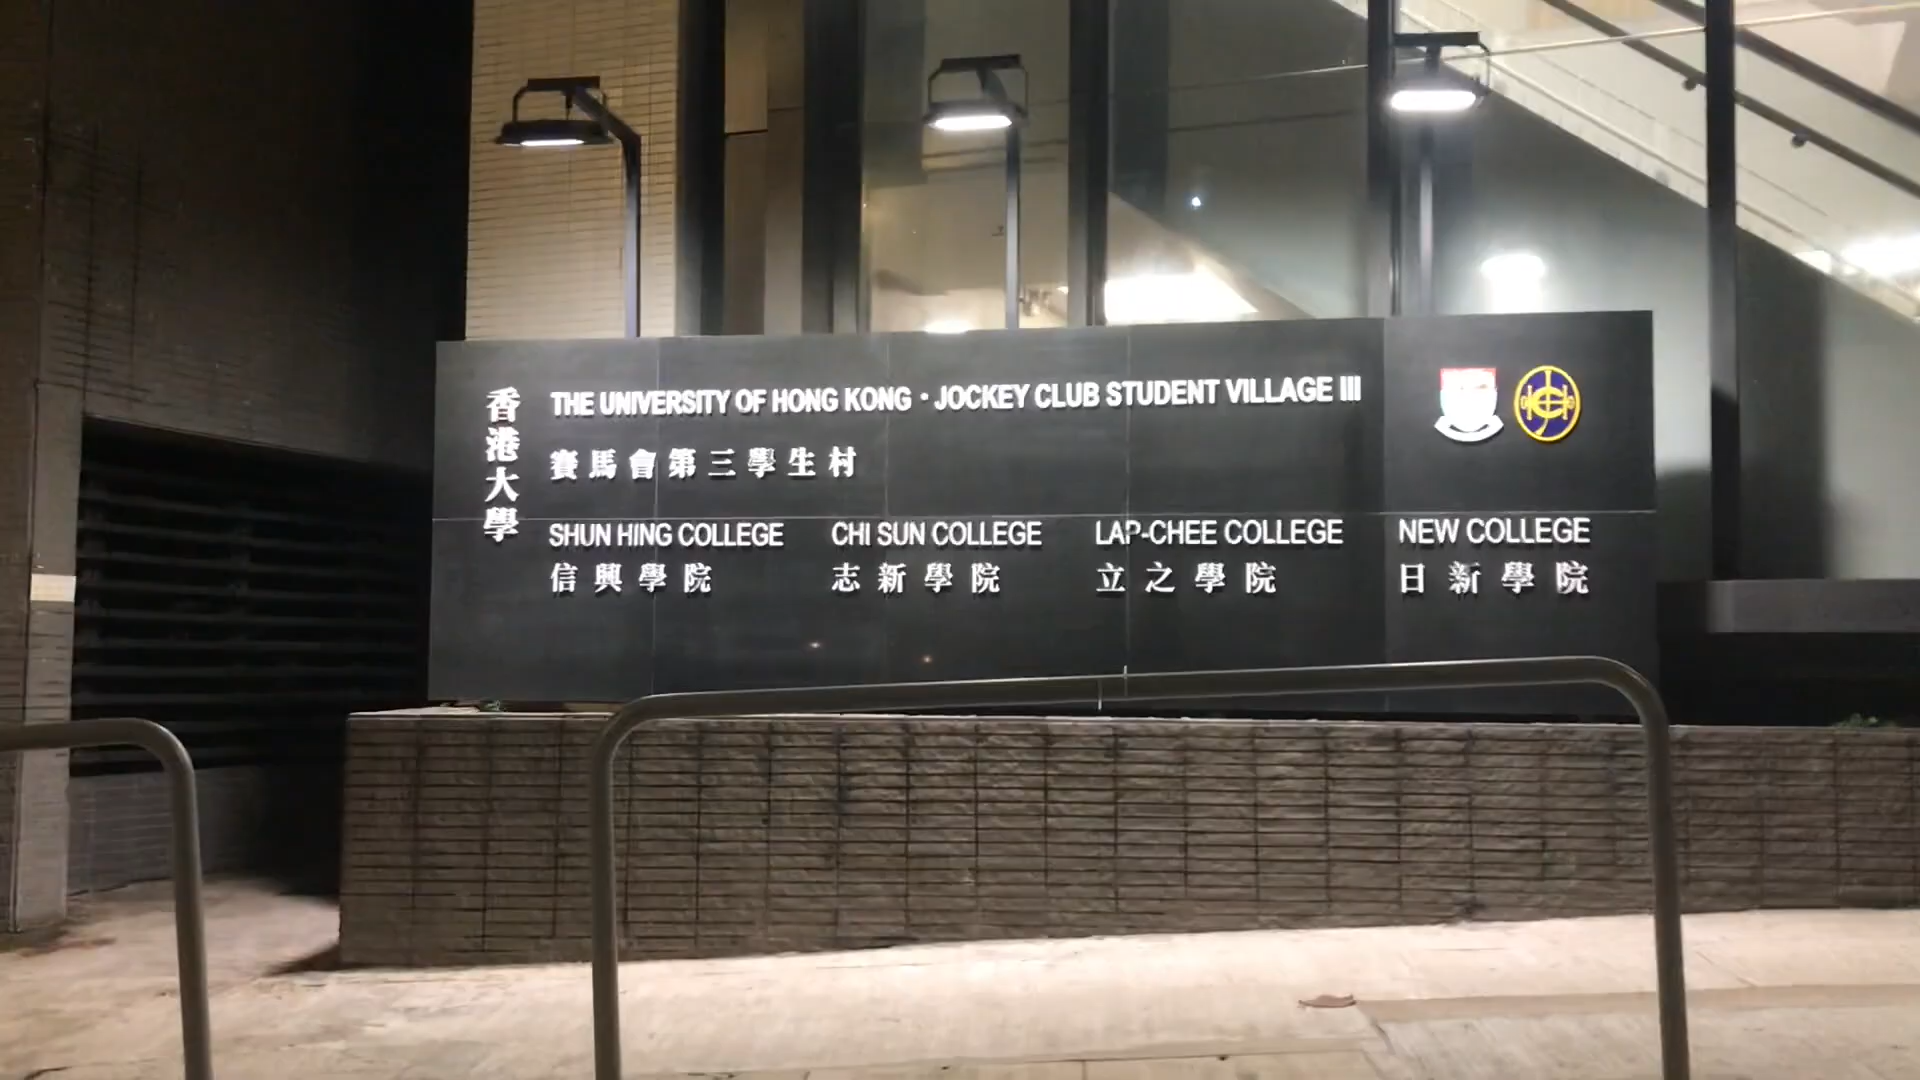 香港大學
THE UNIVERSITY OF HONG KONG・JOCKEY CLUB STUDENT VILLAGE III
賽馬會第三學生村
SHUN HING COLLEGE
信興學院
CHI SUN COLLEGE
志新學院
LAP-CHEE COLLEGE
立之學院
NEW COLLEGE
日新學院